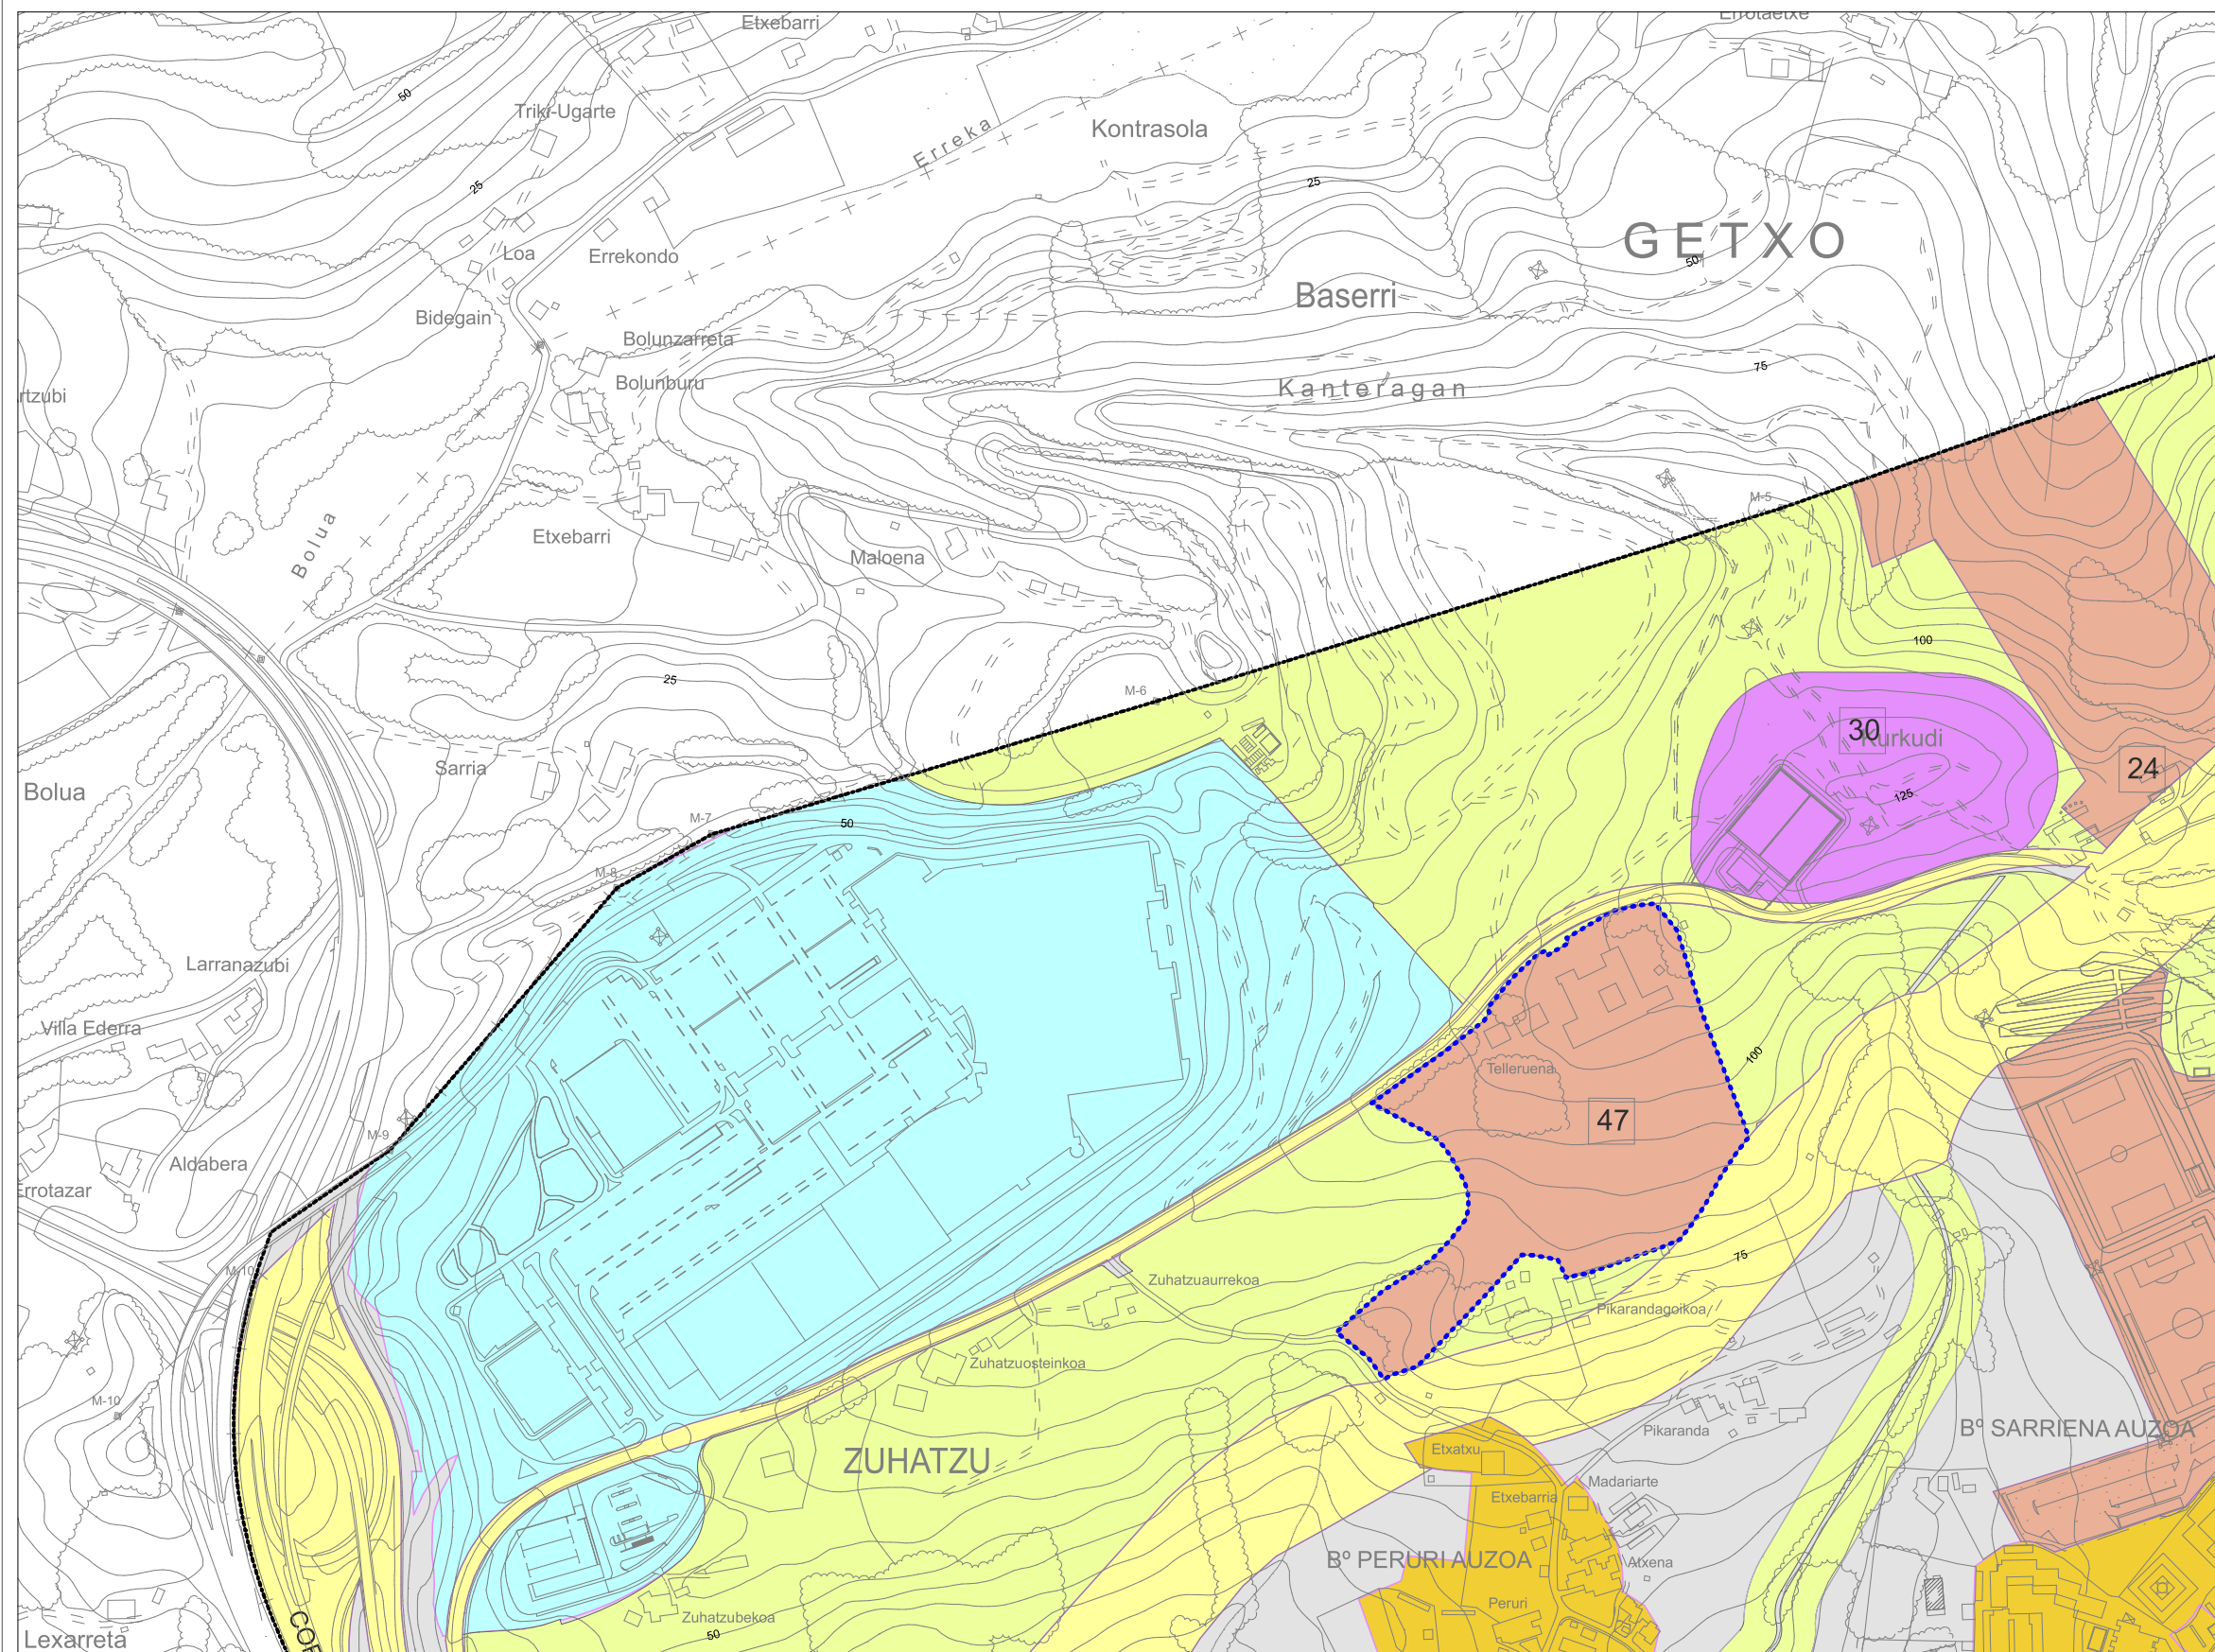 Etxebarri
Errotaetxe
50
Triki-Ugarte
Erreka
Kontrasola
25
25
GETXO
Loa
Errekondo
50
Baserri
Bidegain
Bolunzarreta
75
Bolunburu
Kanteragan
rtzubi
M-5
Bolua
Etxebarri
Maloena
100
25
M-6
30
Kurkudi
Sarria
24
Bolua
125
M-7
50
M-8
Larranazubi
Villa Ederra
100
Telleruena
47
M-9
Aldabera
Errotazar
75
M-10
Zuhatzuaurrekoa
Pikarandagoikoa
Zuhatzuosteinkoa
M-10
Bº SARRIENA AUZOA
Pikaranda
Etxatxu
ZUHATZU
Madariarte
Etxebarria
Bº PERURI AUZOA
Atxena
Peruri
Zuhatzubekoa
50
COR
Lexarreta